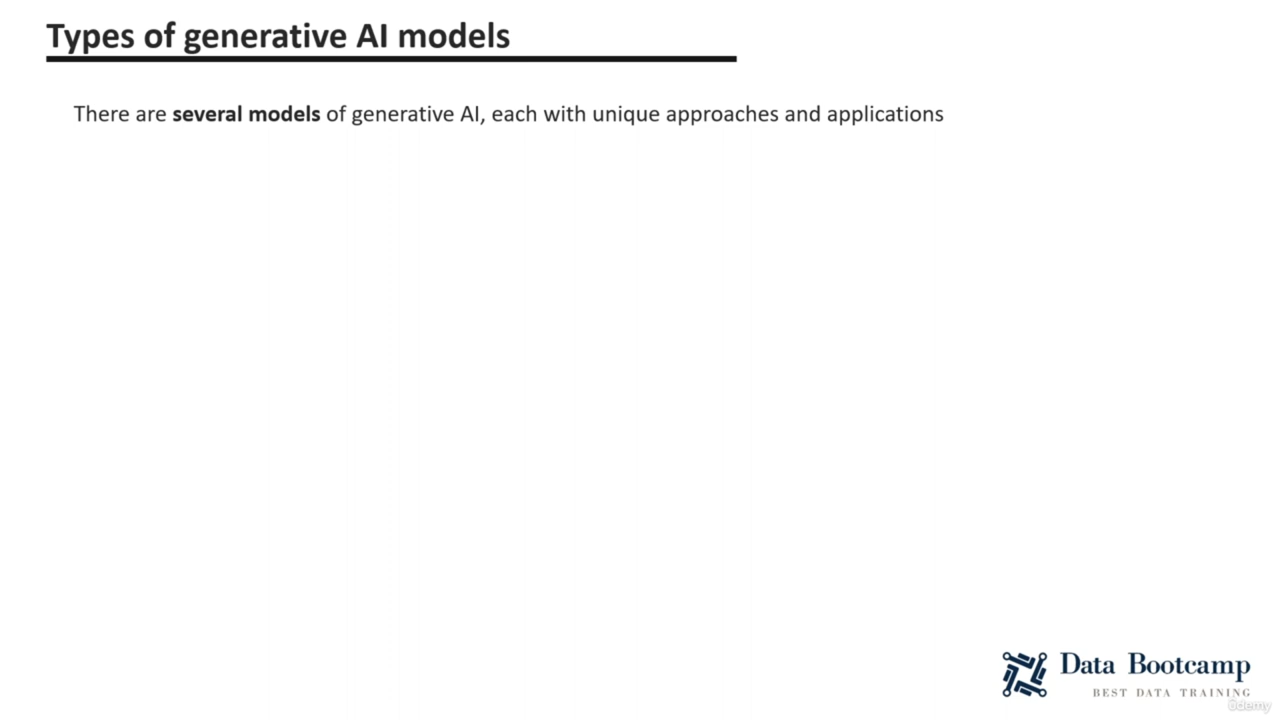 Types of generative AI models
There are several models of generative AI, each with unique approaches and applications
Data Bootcamp
BEST DATA TRAINING
ûdemy